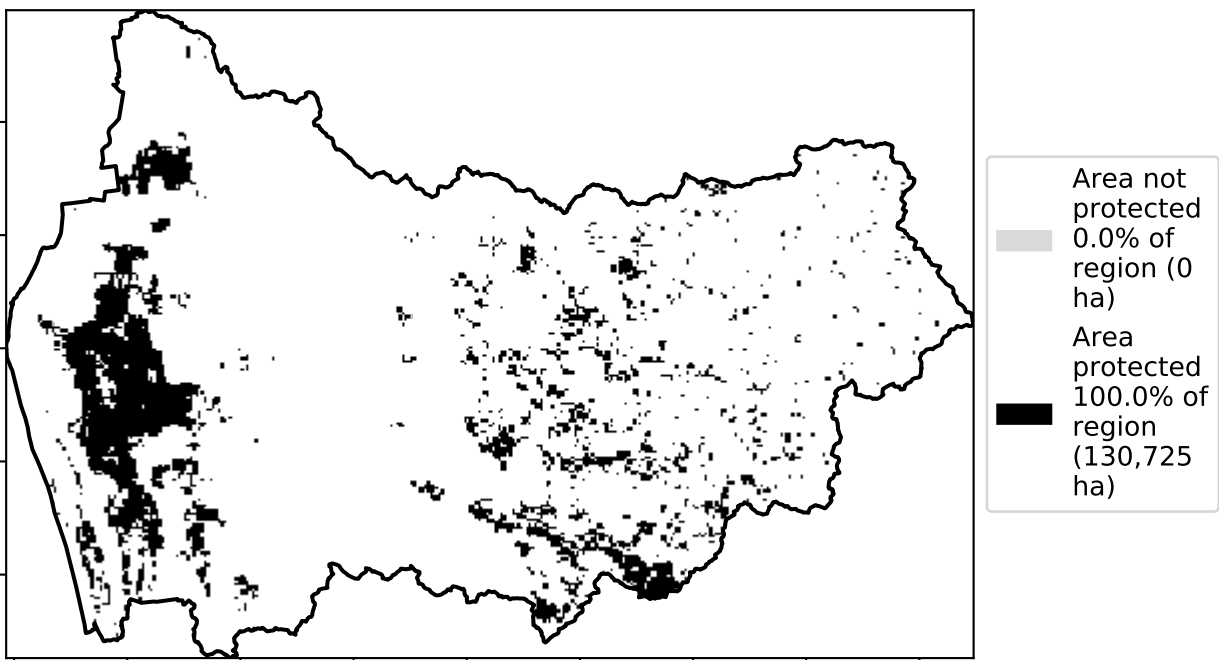 Area not
protected
0.0% of
region (0
ha)
Area
protected
100.0% of
region
(130,725
ha)